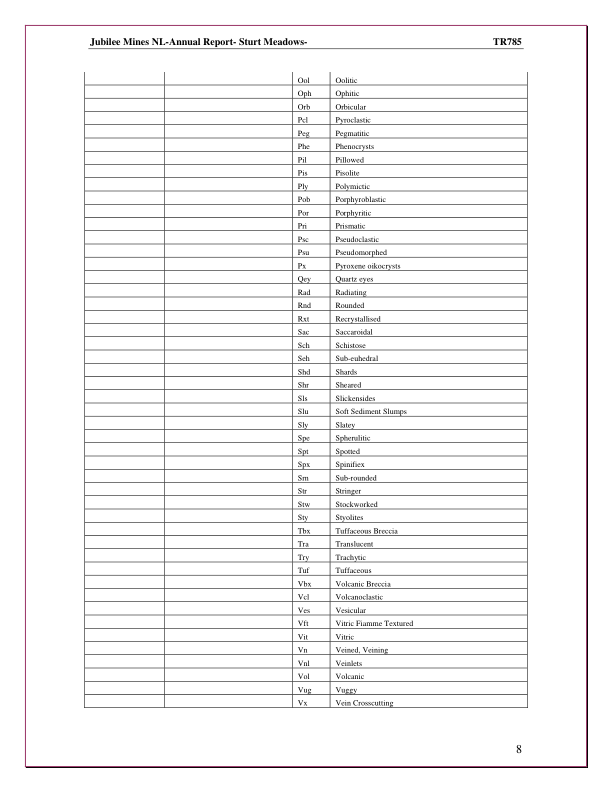 Jubilee Mines NL-Annual Report- Sturt Meadows- TR785
Ool Oolitic
Oph Ophitic
Orb Orbicular
Pcl Pyroclastic
Peg Pegmatitic
Phe Phenocrysts
Pil Pillowed
Pis Pisolite
Ply Polymictic
Pob Porphyroblastic
Por Porphyritic
Pri Prismatic
Psc Pseudoclastic
Psu Pseudomorphed
Px Pyroxene oikocrysts
Qey Quartz eyes
Rad Radiating
Rnd Rounded
Rxt Recrystallised
Sac Saccaroidal
Sch Schistose
Seh Sub-euhedral
Shd Shards
Shr Sheared
Sls Slickensides
Slu Soft Sediment Slumps
Sly Slatey
Spe Spherulitic
Spt Spotted
Spx Spinifiex
Srn Sub-rounded
Str Stringer
Stw Stockworked
Sty Styolites
Tbx Tuffaceous Breccia
Tra Translucent
Try Trachytic
Tuf Tuffaceous
Vbx Volcanic Breccia
Vcl Volcanoclastic
Ves Vesicular
Vft Vitric Fiamme Textured
Vit Vitric
Vn Veined, Veining
Vnl Veinlets
Vol Volcanic
Vug Vuggy
Vx Vein Crosscutting
8